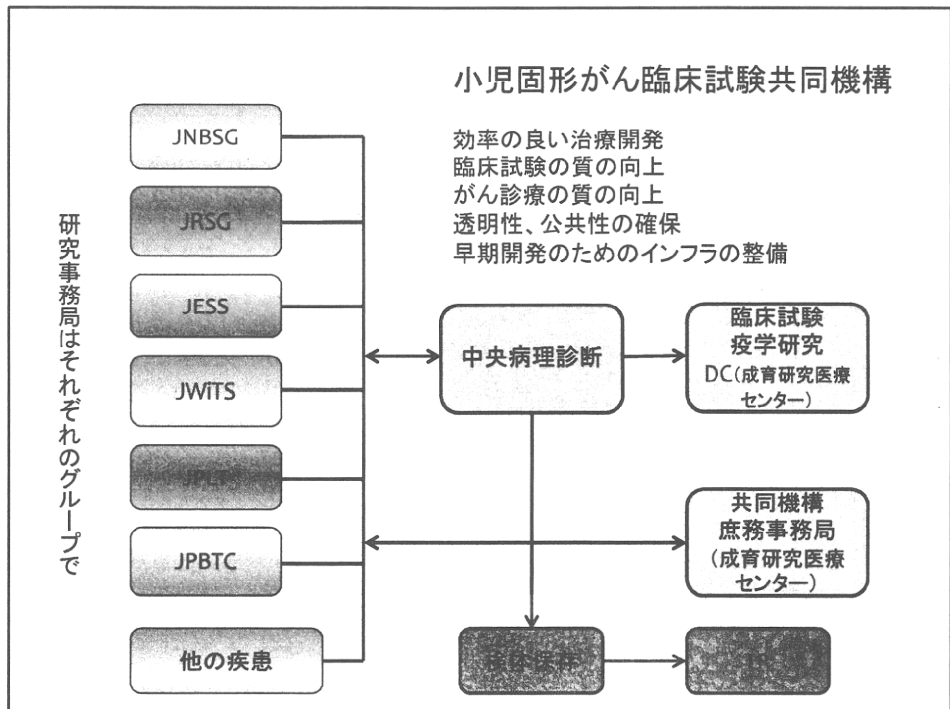 小児固形がん臨床試験共同機構
効率の良い治療開発
臨床試験の質の向上
がん診療の質の向上
透明性、公共性の確保
早期開発のためのインフラの整備
研究事務局はそれぞれのグループで
JNBSG
JRSG
JESS
JWiTS
JPLT
JPBTC
他の疾患
中央病理診断
臨床試験
疫学研究
DC(成育研究医療
センター)
共同機構
庶務事務局
(成育研究医療
センター)
検体保存